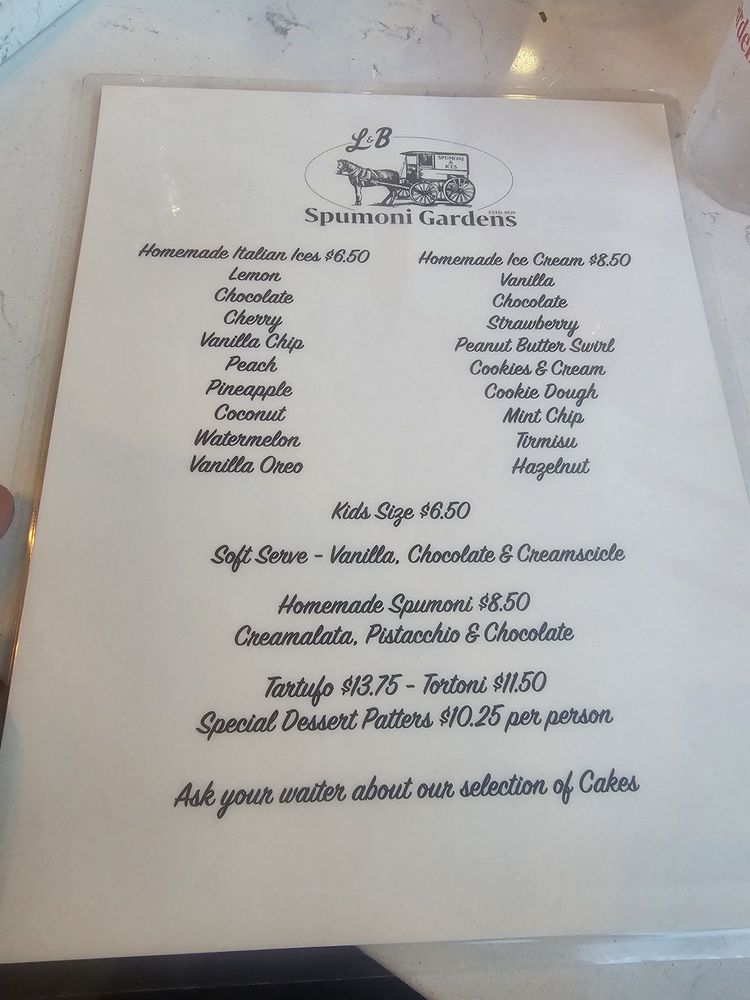 L&B
SPUMONI
&
ICES
ESTD. 1939
Spumoni Gardens
Homemade Italian Ices $6.50
Lemon
Chocolate
Cherry
Vanilla Chip
Peach
Pineapple
Coconut
Watermelon
Vanilla Oreo
Homemade Ice Cream $8.50
Vanilla
Chocolate
Strawberry
Peanut Butter Swirl
Cookies & Cream
Cookie Dough
Mint Chip
Tirmisu
Hazelnut
Kids Size $6.50
Soft Serve - Vanilla, Chocolate & Creamscicle
Homemade Spumoni $8.50
Creamalata, Pistacchio & Chocolate
Tartufo $13.75 - Tortoni $11.50
Special Dessert Patters $10.25 per person
Ask your waiter about our selection of Cakes